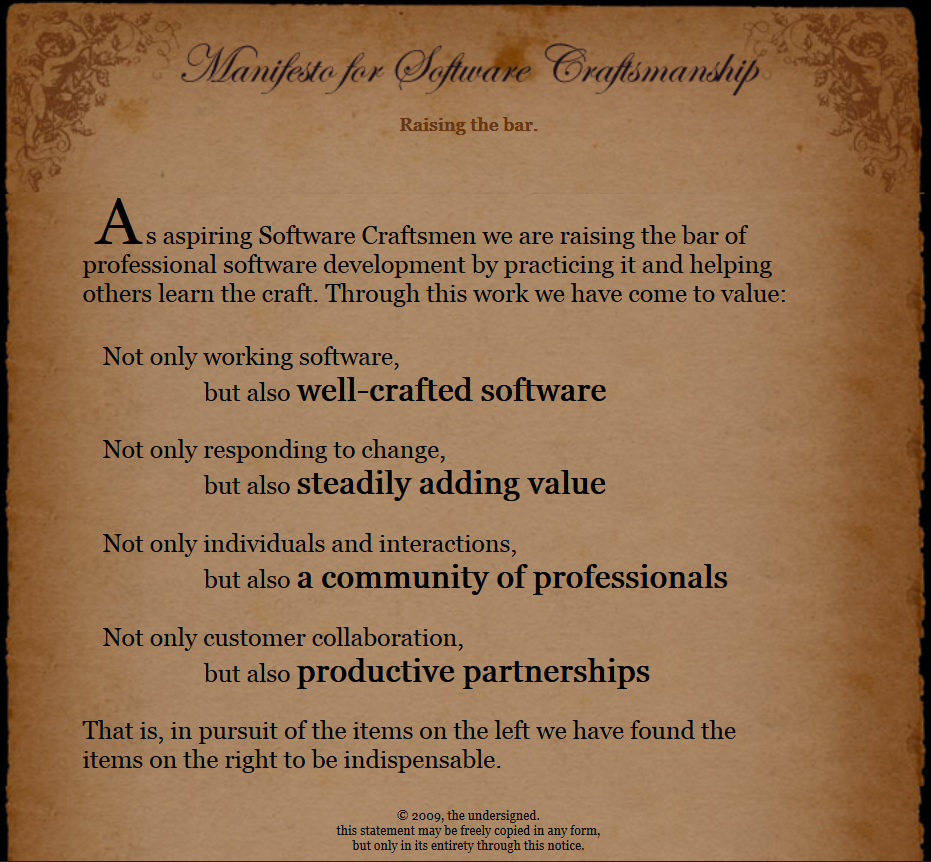 Manifesto for Software Craftsmanship
Raising the bar.
As aspiring Software Craftsmen we are raising the bar of
professional software development by practicing it and helping
others learn the craft. Through this work we have come to value:
Not only working software,
but also well-crafted software
Not only responding to change,
but also steadily adding value
Not only individuals and interactions,
but also a community of professionals
Not only customer collaboration,
but also productive partnerships
That is, in pursuit of the items on the left we have found the
items on the right to be indispensable.
© 2009, the undersigned.
this statement may be freely copied in any form,
but only in its entirety through this notice.